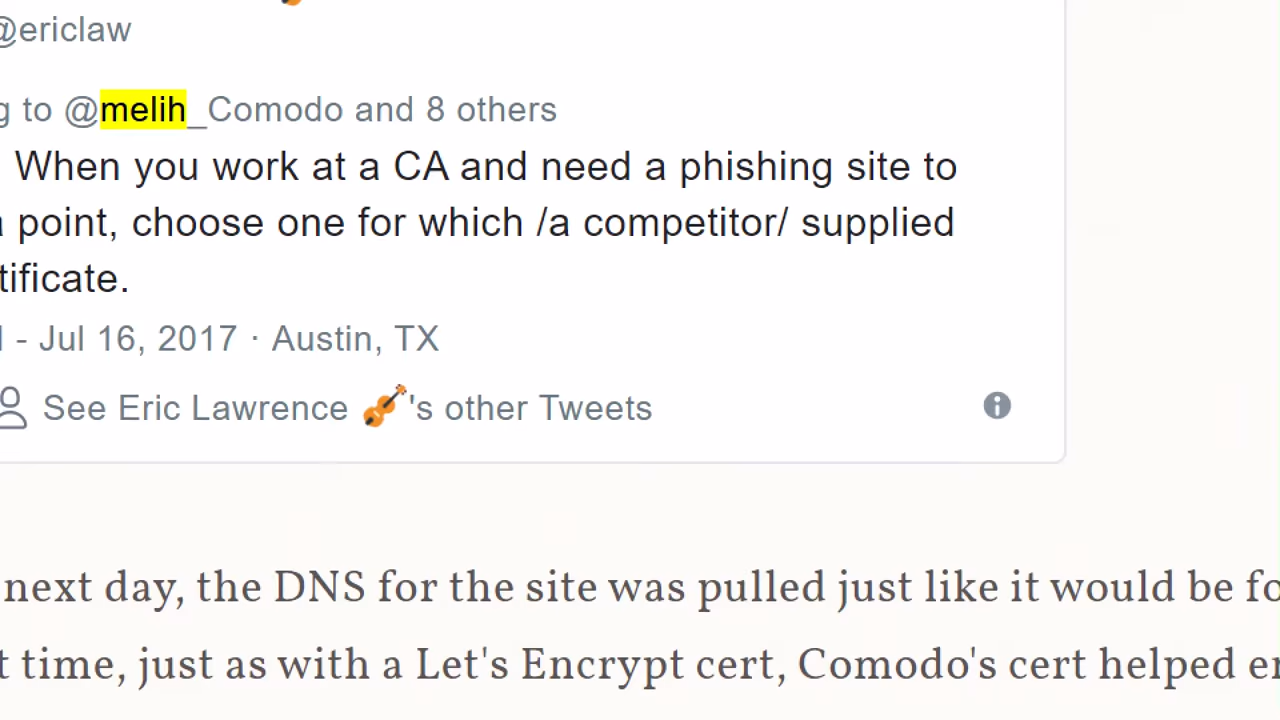 @ericlaw
g to @melih_Comodo and 8 others
When you work at a CA and need a phishing site to
a point, choose one for which /a competitor/ supplied
tificate.
- Jul 16, 2017 · Austin, TX
See Eric Lawrence 🎻's other Tweets
next day, the DNS for the site was pulled just like it would be fo
t time, just as with a Let's Encrypt cert, Comodo's cert helped en